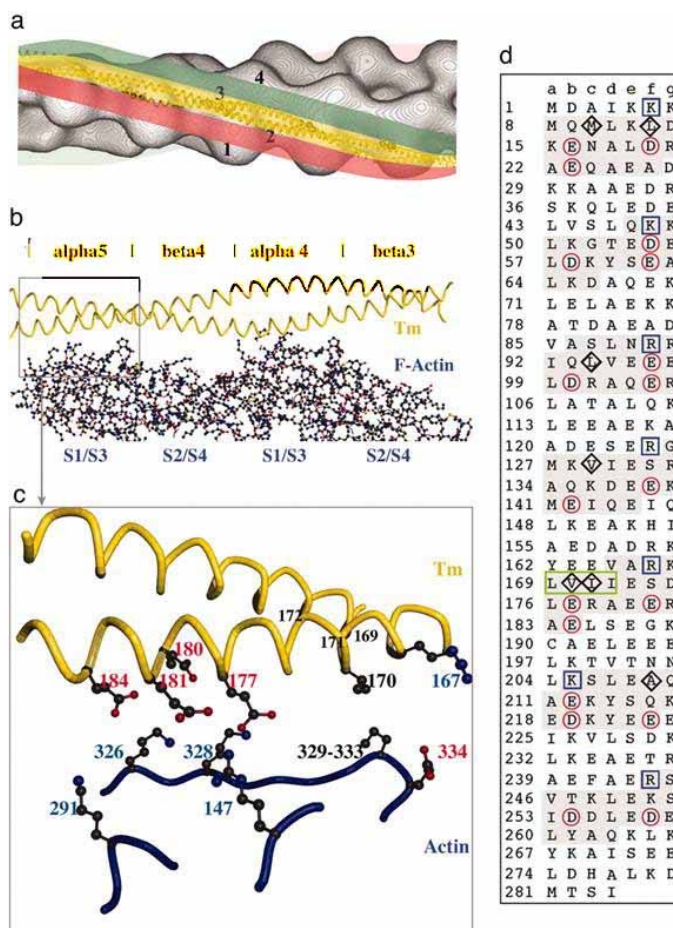 a
4
3
2
1
b
alpha5 beta4 alpha 4 beta3
Tm
F-Actin
S1/S3 S2/S4 S1/S3 S2/S4
c
Tm
172
169
171
180
184
181
177
170
167
326
328
329-333
334
291
147
Actin
d
a b c d e f g
1 M D A I K K K
8 M Q M L K L D
15 K E N A L D R
22 A E Q A E A D
29 K K A A E D R
36 S K Q L E D E
43 L V S L Q K K
50 L K G T E D E
57 L D K Y S E A
64 L K D A Q E K
71 L E L A E K K
78 A T D A E A D
85 V A S L N R R
92 I Q L V E E
99 L D R A Q E R
106 L A T A L Q K
113 L E E A E K A
120 A D E S E R G
127 M K V I E S R
134 A Q K D E E K
141 M E I Q E I Q
148 L K E A K H I
155 A E D A D R K
162 Y E E V A R K
169 L V I I E S D
176 L E R A E E R
183 A E L S E G K
190 C A E L E E E
197 L K T V T N N
204 L K S L E A Q
211 A E K Y S Q K
218 E D K Y E E E
225 I K V L S D K
232 L K E A E T R
239 A E F A E R S
246 V T K L E K S
253 I D D L E D E
260 L Y A Q K L K
267 Y K A I S E E
274 L D H A L K D
281 M T S I